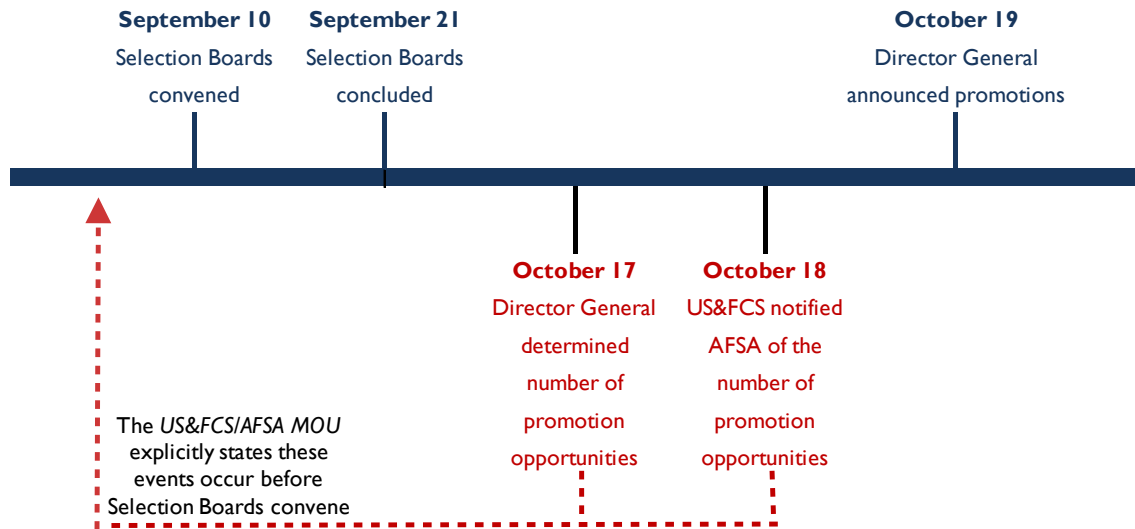 September 10
Selection Boards
convened
September 21
Selection Boards
concluded
October 19
Director General
announced promotions
October 17
Director General
determined
number of
promotion
opportunities
October 18
US&FCS notified
AFSA of the
number of
promotion
opportunities
The US&FCS/AFSA MOU
explicitly states these
events occur before
Selection Boards convene